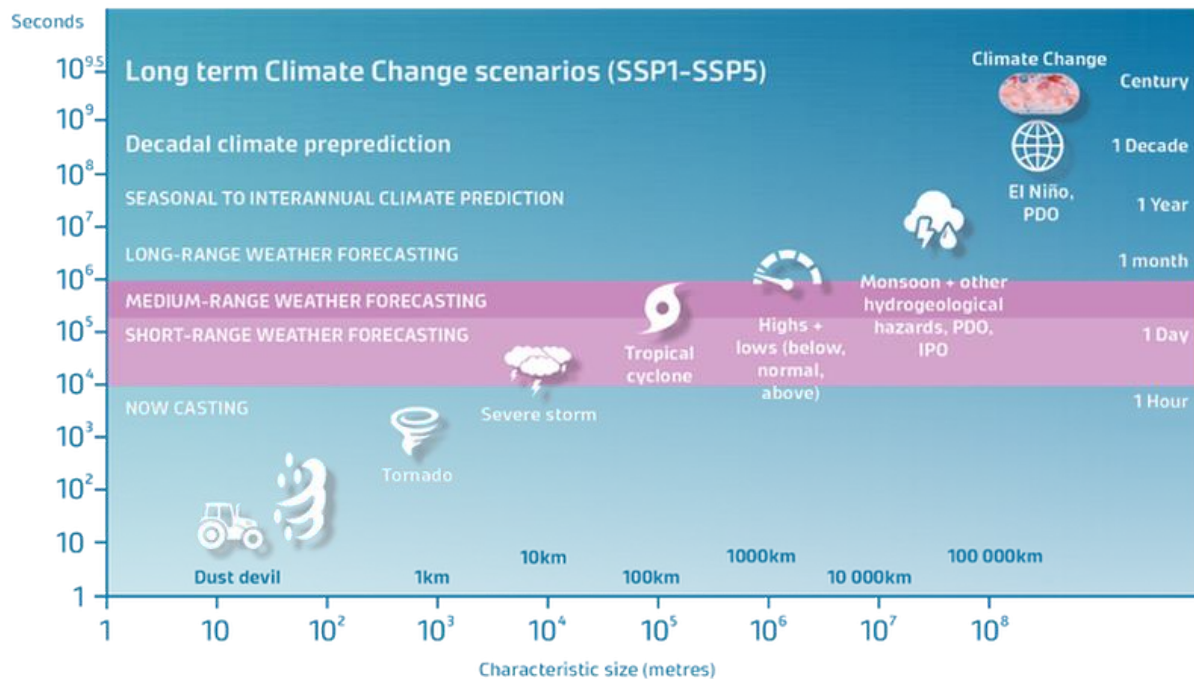 Seconds
10^9.5
Long term Climate Change scenarios (SSP1-SSP5)
Climate Change
Century
10^9
Decadal climate preprediction
1 Decade
10^8
SEASONAL TO INTERANNUAL CLIMATE PREDICTION
El Niño,
PDO
1 Year
10^7
LONG-RANGE WEATHER FORECASTING
1 month
10^6
MEDIUM-RANGE WEATHER FORECASTING
Monsoon + other
hydrogeological
hazards, PDO,
IPO
10^5
SHORT-RANGE WEATHER FORECASTING
Highs +
lows (below,
normal,
above)
1 Day
Tropical
cyclone
10^4
NOW CASTING
Severe storm
1 Hour
10^3
Tornado
10^2
10
Dust devil
1km
10km
100km
1000km
10 000km
100 000km
1
1
10
10^2
10^3
10^4
10^5
10^6
10^7
10^8
Characteristic size (metres)